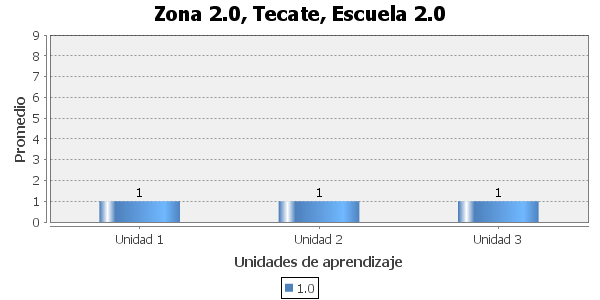 Zona 2.0, Tecate, Escuela 2.0
Promedio
9
8
7
6
5
4
3
2
1
0
1
1
1
Unidad 1
Unidad 2
Unidad 3
Unidades de aprendizaje
1.0